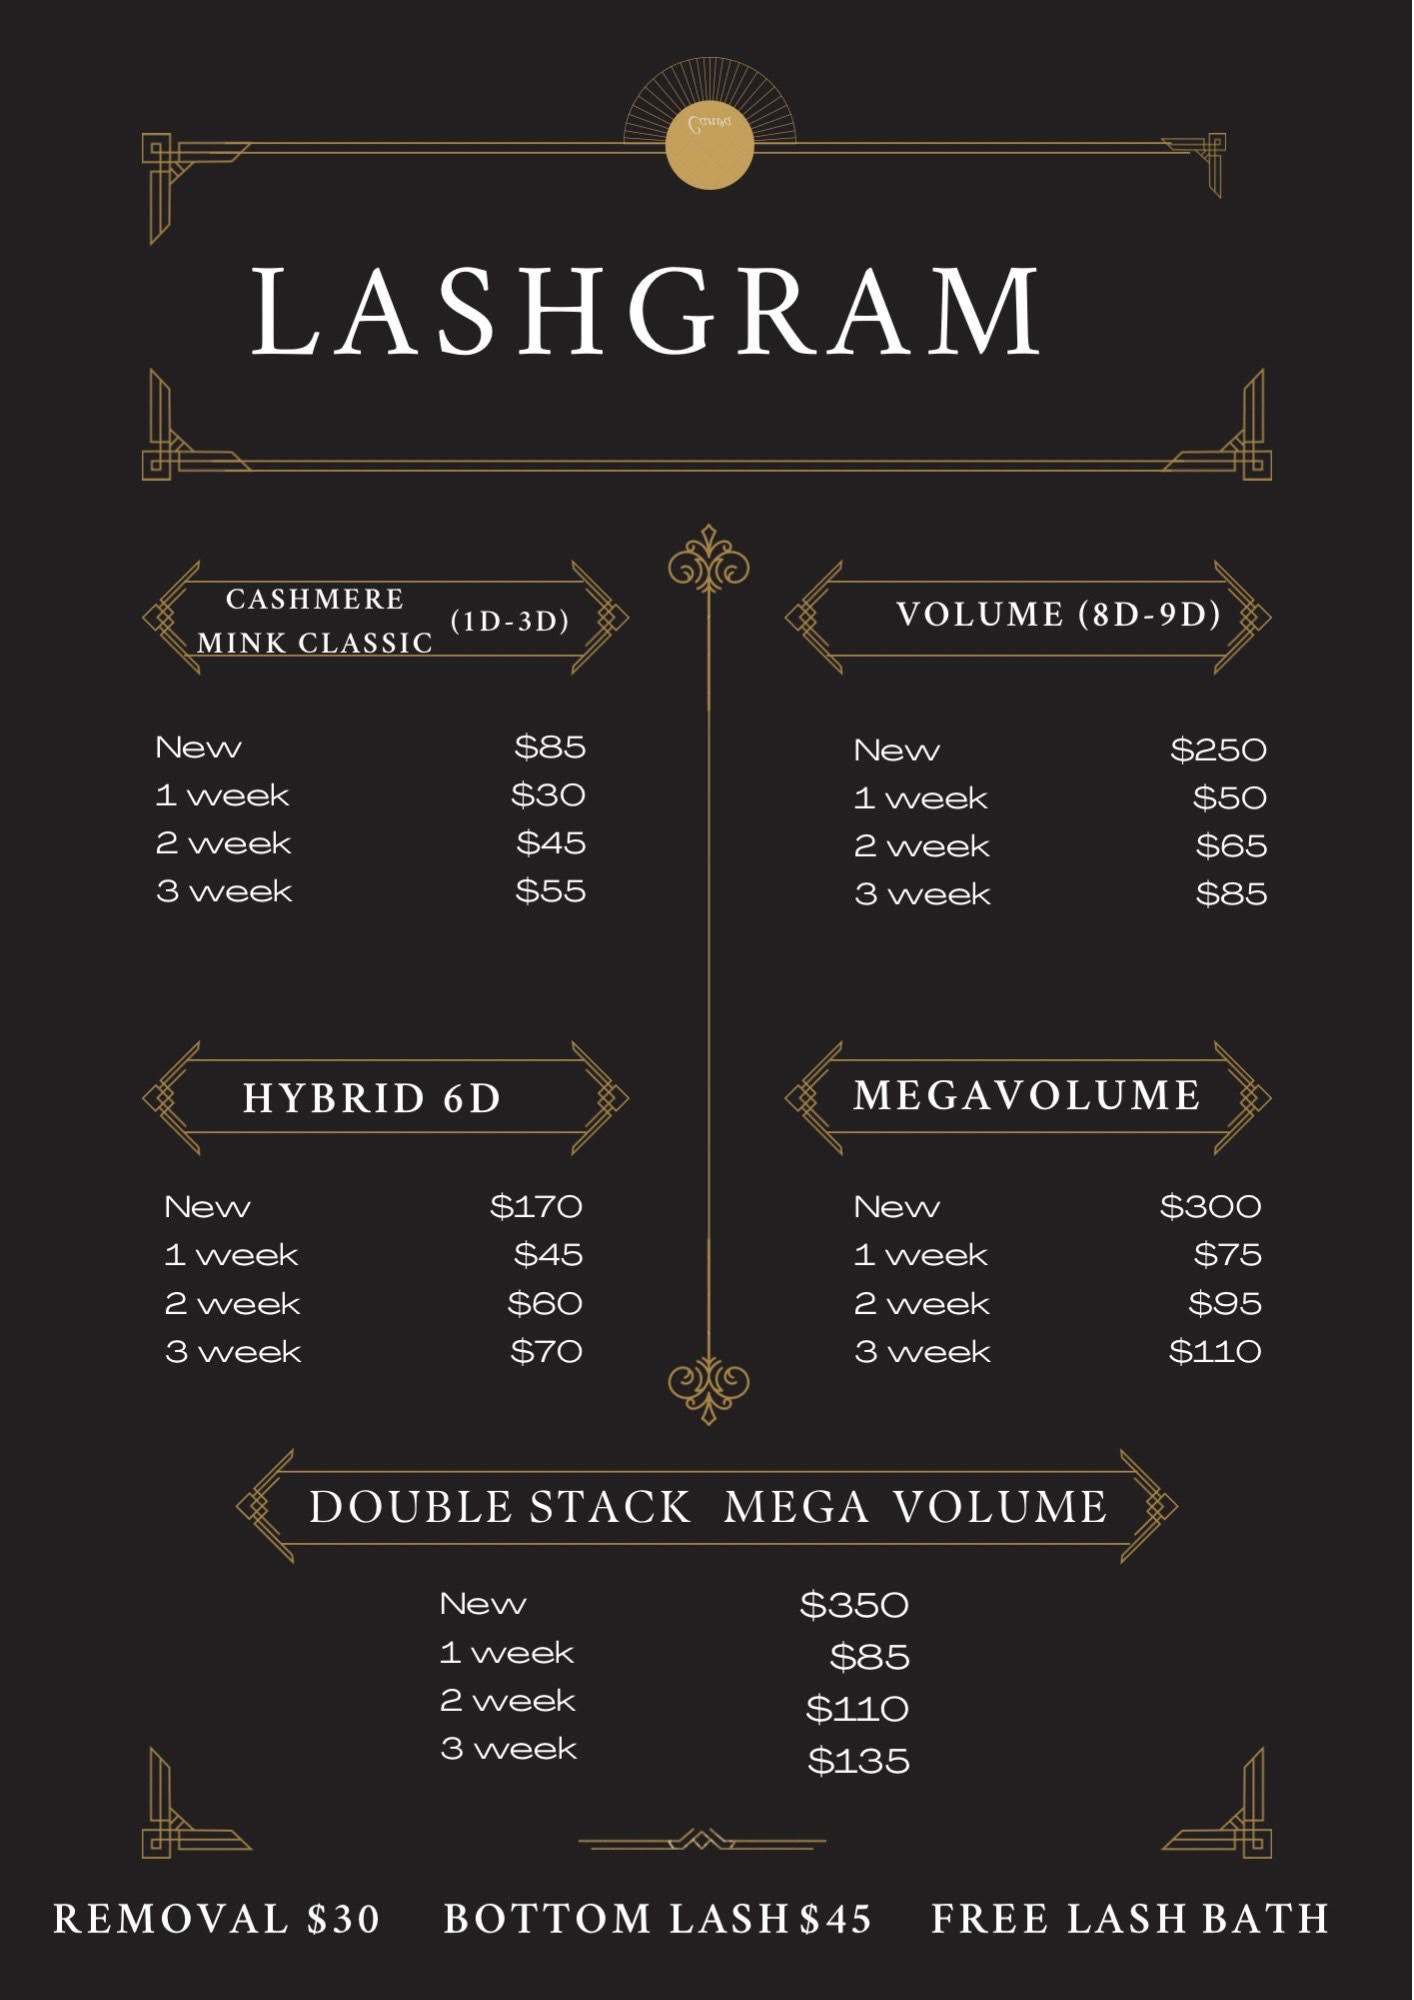 Canva
LASHGRAM
CASHMERE
MINK CLASSIC (1D-3D)
New $85
1 week $30
2 week $45
3 week $55
VOLUME (8D-9D)
New $250
1 week $50
2 week $65
3 week $85
HYBRID 6D
New $170
1 week $45
2 week $60
3 week $70
MEGAVOLUME
New $300
1 week $75
2 week $95
3 week $110
DOUBLE STACK MEGA VOLUME
New $350
1 week $85
2 week $110
3 week $135
REMOVAL $30 BOTTOM LASH $45 FREE LASH BATH